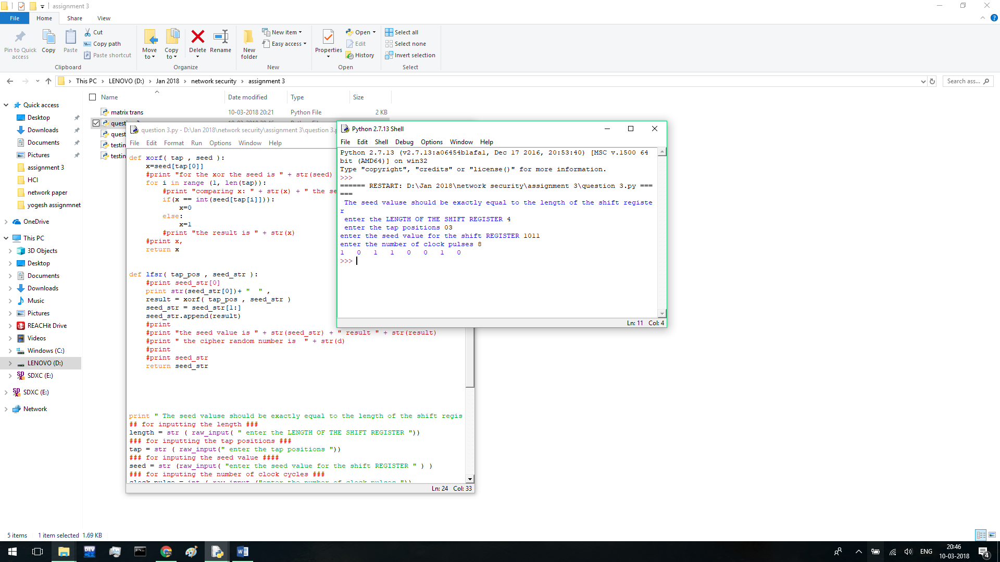 assignment 3
File Home Share View
Pin to Quick access
Copy
Paste
Cut
Copy path
Paste shortcut
Clipboard
Move to
Copy to
Delete
Rename
Organize
New folder
New item
Easy access
New
Properties
Open
Edit
History
Open
Select all
Select none
Invert selection
Select
This PC > LENOVO (D:) > Jan 2018 > network security > assignment 3
Search ass...
Name Date modified Type Size
matrix trans 10-03-2018 20:21 Python File 2 KB
quest
testin
testin
Quick access
Desktop
Downloads
Documents
Pictures
assignment 3
HCI
network paper
yogesh assignmnet
OneDrive
This PC
3D Objects
Desktop
Documents
Downloads
Music
Pictures
REACHit Drive
Videos
Windows (C:)
LENOVO (D:)
SDXC (E:)
SDXC (E:)
Network
question 3.py - D:\Jan 2018\network security\assignment 3\question 3.p
File Edit Format Run Options Window Help
def xorf( tap , seed ):
    x=seed[tap[0]]
    #print "for the xor the seed is " + str(seed)
    for i in range (1, len(tap)):
        #print "comparing x: " + str(x) + " the se
        if(x == int(seed[tap[i]])):
            x=0
        else:
            x=1
        #print "the result is " + str(x)
    #print x,
    return x
def lfsr( tap_pos , seed_str ):
    #print seed_str[0]
    print str(seed_str[0])+ "  " ,
    result = xorf( tap_pos , seed_str )
    seed_str = seed_str[1:]
    seed_str.append(result)
    #print
    #print "the seed value is " + str(seed_str) + " result " + str(result)
    #print " the cipher random number is  " + str(d)
    #print
    #print seed_str
    return seed_str
print " The seed valuse should be exactly equal to the length of the shift regis
## for inputting the length ###
length = str ( raw_input( " enter the LENGTH OF THE SHIFT REGISTER "))
### for inputting the tap positions ###
tap = str ( raw_input(" enter the tap positions "))
### for inputing the seed value ####
seed = str (raw_input( "enter the seed value for the shift REGISTER " ) )
### for inputing the number of clock cycles ###
clock_pulse = int ( raw_input ("enter the number of clock pulses "))
Ln: 24 Col: 33
Python 2.7.13 Shell
File Edit Shell Debug Options Window Help
Python 2.7.13 (v2.7.13:a06454b1afa1, Dec 17 2016, 20:53:40) [MSC v.1500 64
bit (AMD64)] on win32
Type "copyright", "credits" or "license()" for more information.
>>>
====== RESTART: D:\Jan 2018\network security\assignment 3\question 3.py ===
===
 The seed valuse should be exactly equal to the length of the shift registe
r
 enter the LENGTH OF THE SHIFT REGISTER 4
 enter the tap positions 03
enter the seed value for the shift REGISTER 1011
enter the number of clock pulses 8
1   0   1   1   0   0   1   0
>>>
Ln: 11 Col: 4
5 items 1 item selected 1.69 KB
DEV
ENG
20:46
10-03-2018
4